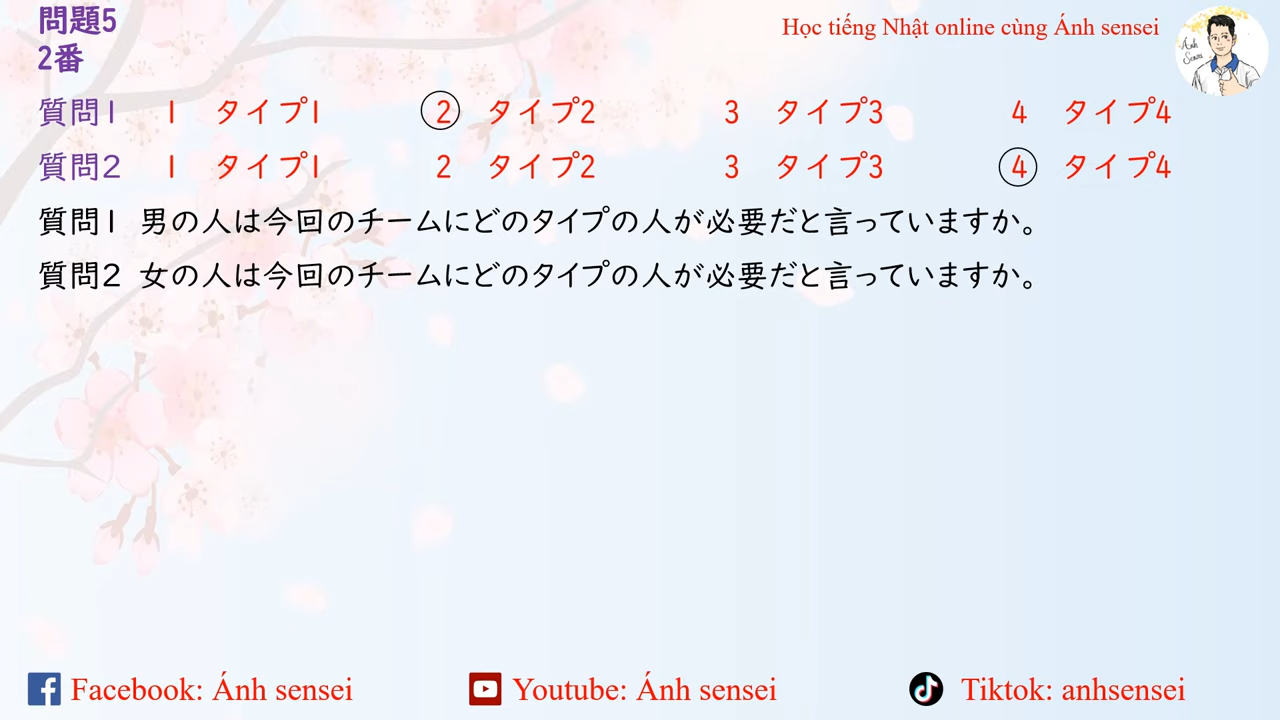 問題5
Học tiếng Nhật online cùng Ánh sensei
2番
Ánh Sensei
質問1 1 タイプ1 2 タイプ2 3 タイプ3 4 タイプ4
質問2 1 タイプ1 2 タイプ2 3 タイプ3 4 タイプ4
質問1 男の人は今回のチームにどのタイプの人が必要だと言っていますか。
質問2 女の人は今回のチームにどのタイプの人が必要だと言っていますか。
Facebook: Ánh sensei Youtube: Ánh sensei Tiktok: anhsensei